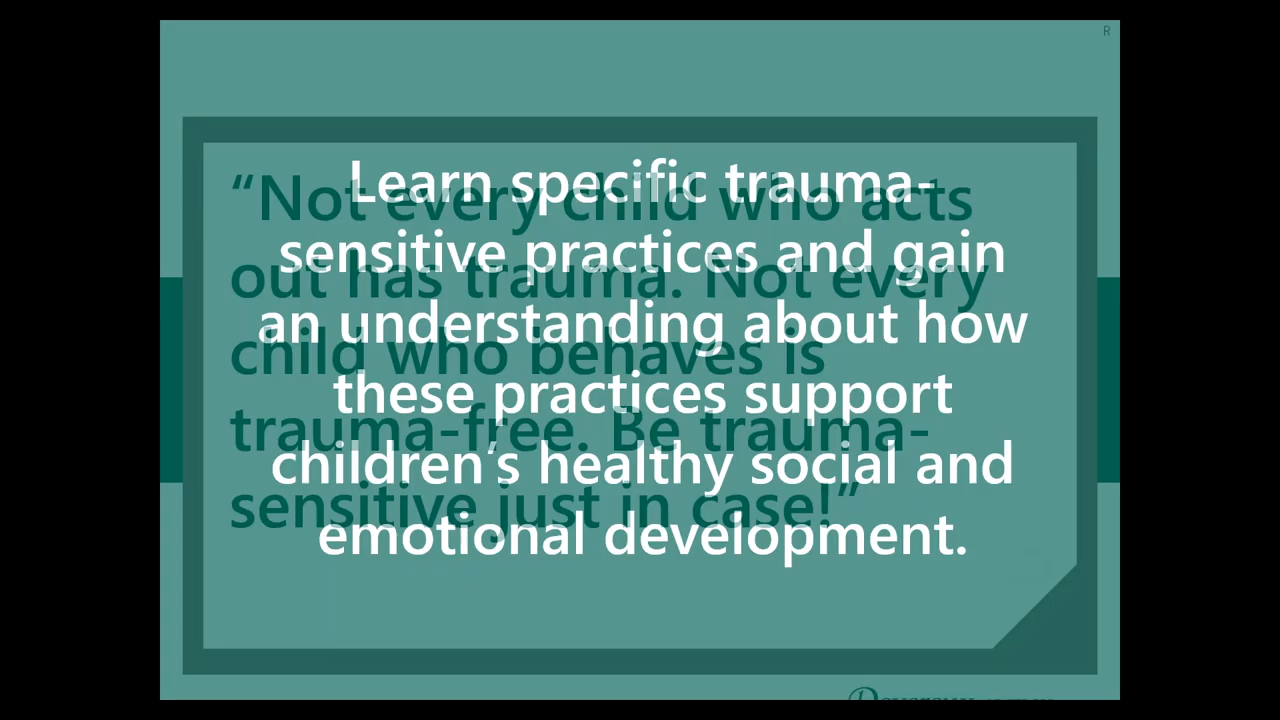 R
Learn specific trauma-
sensitive practices and gain
an understanding about how
these practices support
children's healthy social and
emotional development.
“Not every child who acts
out has trauma. Not every
child who behaves is
trauma-free. Be trauma-
sensitive just in case!”